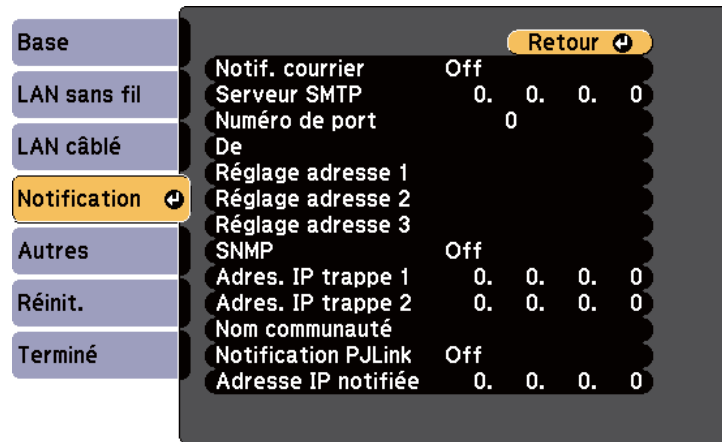 Base
LAN sans fil
LAN câblé
Notification
Autres
Réinit.
Terminé
Retour
Notif. courrier Off
Serveur SMTP 0. 0. 0. 0
Numéro de port 0
De
Réglage adresse 1
Réglage adresse 2
Réglage adresse 3
SNMP Off
Adres. IP trappe 1 0. 0. 0. 0
Adres. IP trappe 2 0. 0. 0. 0
Nom communauté
Notification PJLink Off
Adresse IP notifiée 0. 0. 0. 0